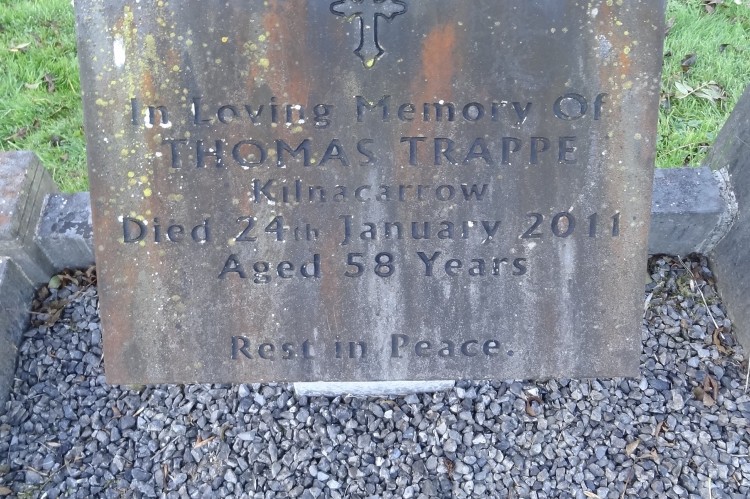 In Loving Memory Of
THOMAS TRAPPE
Kilnacarrow
Died 24th January 2011
Aged 58 Years
Rest in Peace.